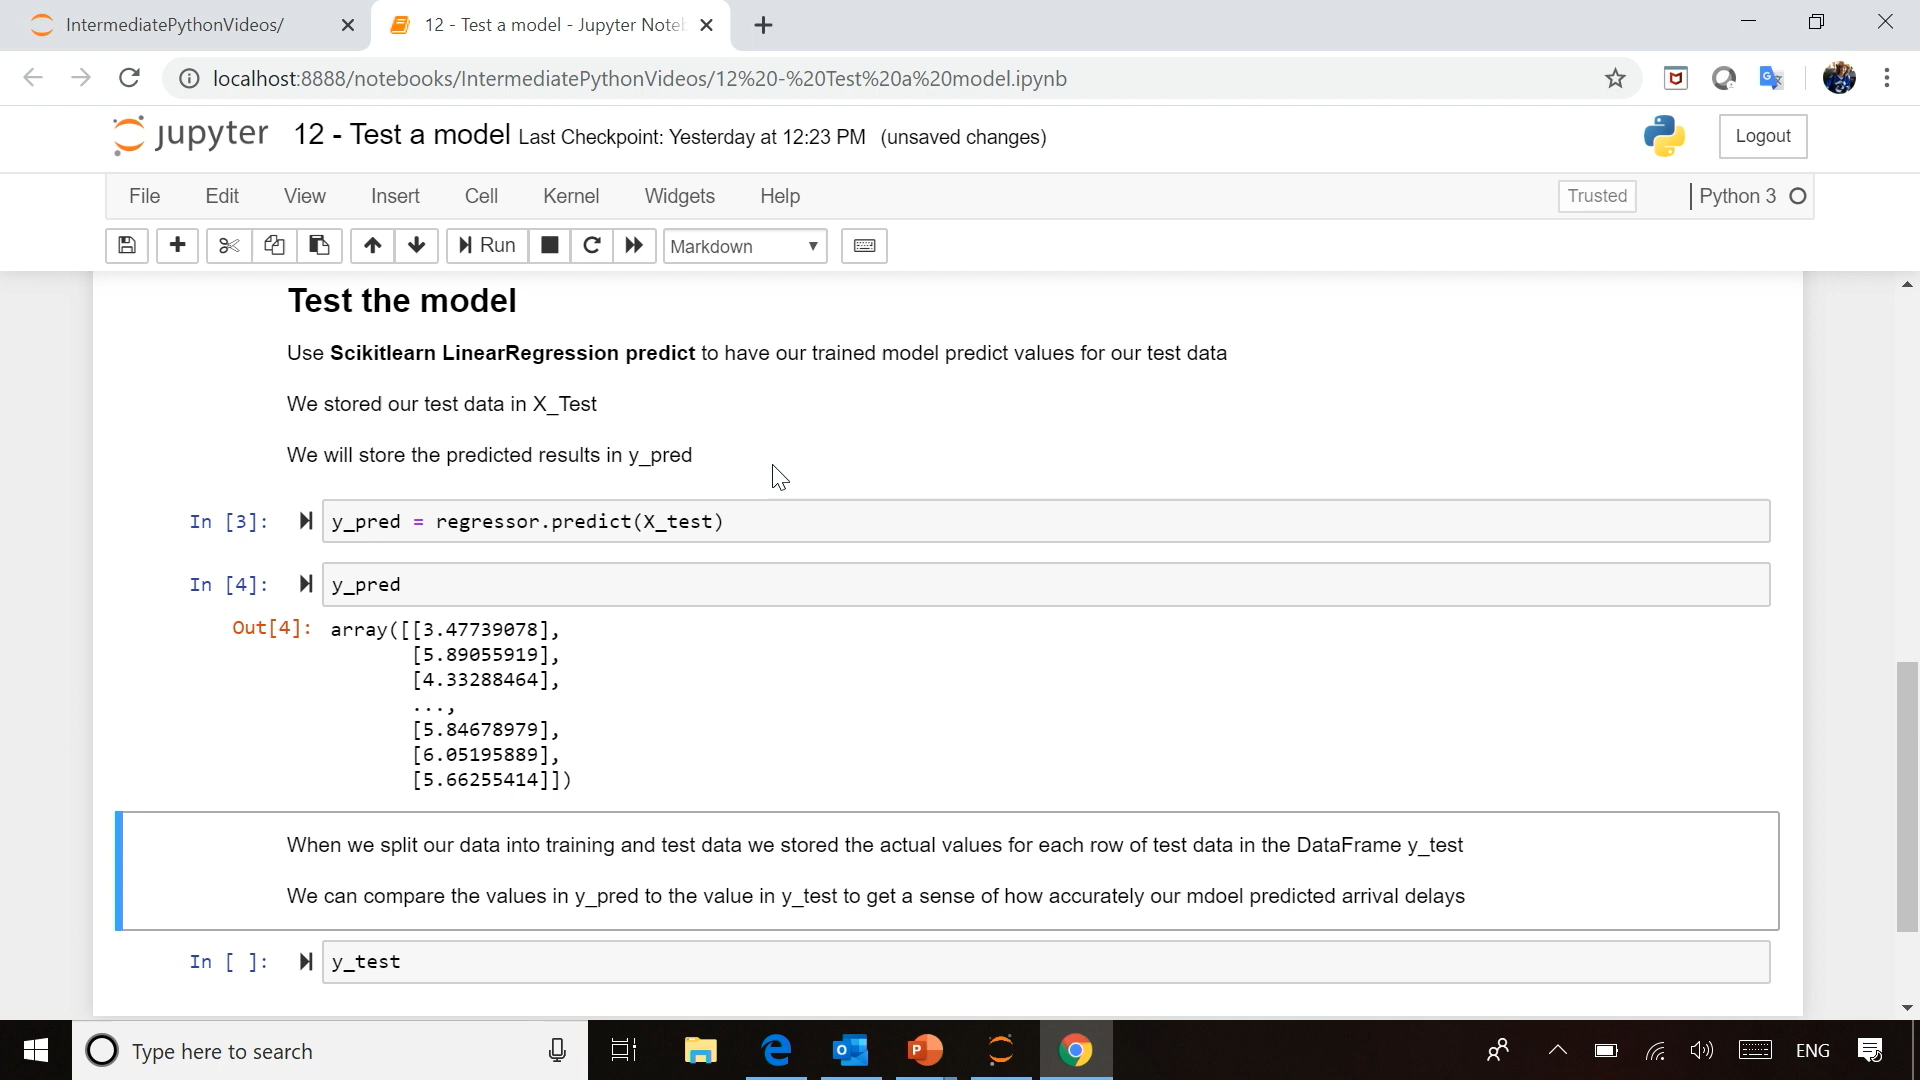 IntermediatePythonVideos/
12 - Test a model - Jupyter Note
localhost:8888/notebooks/IntermediatePythonVideos/12%20-%20Test%20a%20model.ipynb
jupyter 12 - Test a model Last Checkpoint: Yesterday at 12:23 PM (unsaved changes)
Logout
File Edit View Insert Cell Kernel Widgets Help
Trusted
Python 3
Run
Markdown
Test the model
Use Scikitlearn LinearRegression predict to have our trained model predict values for our test data
We stored our test data in X_Test
We will store the predicted results in y_pred
In [3]: y_pred = regressor.predict(X_test)
In [4]: y_pred
Out[4]: array([[3.47739078],
[5.89055919],
[4.33288464],
...,
[5.84678979],
[6.05195889],
[5.66255414]])
When we split our data into training and test data we stored the actual values for each row of test data in the DataFrame y_test
We can compare the values in y_pred to the value in y_test to get a sense of how accurately our mdoel predicted arrival delays
In [ ]: y_test
Type here to search
ENG